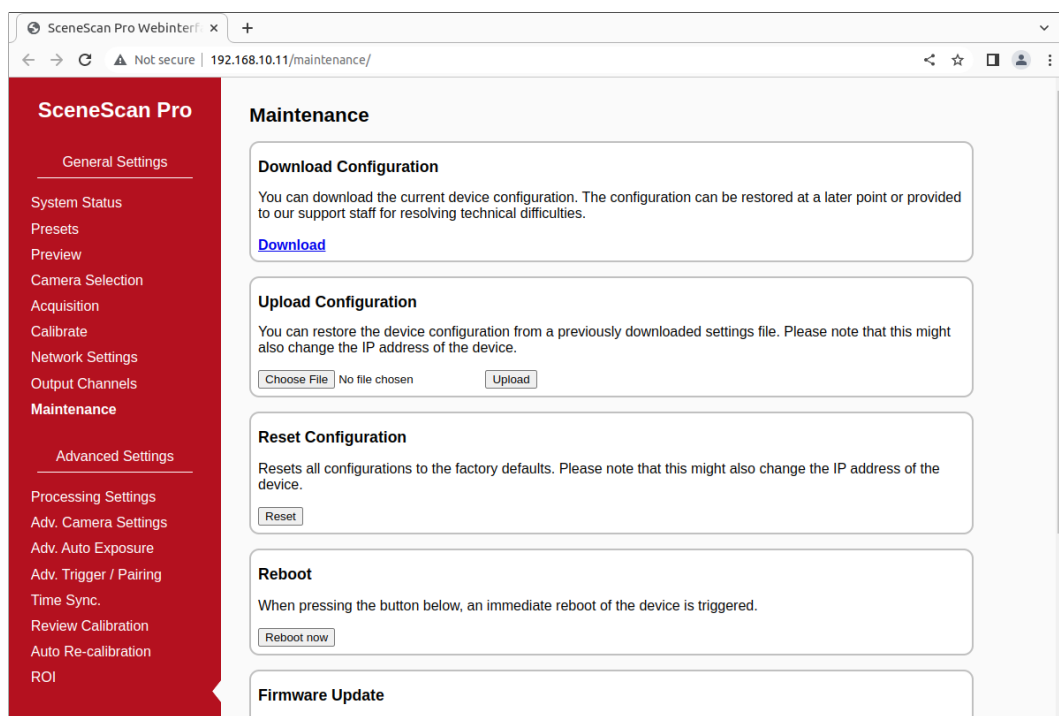 SceneScan Pro Webinterf
Not secure
192.168.10.11/maintenance/
SceneScan Pro
General Settings
System Status
Presets
Preview
Camera Selection
Acquisition
Calibrate
Network Settings
Output Channels
Maintenance
Advanced Settings
Processing Settings
Adv. Camera Settings
Adv. Auto Exposure
Adv. Trigger / Pairing
Time Sync.
Review Calibration
Auto Re-calibration
ROI
Maintenance
Download Configuration
You can download the current device configuration. The configuration can be restored at a later point or provided
to our support staff for resolving technical difficulties.
Download
Upload Configuration
You can restore the device configuration from a previously downloaded settings file. Please note that this might
also change the IP address of the device.
Choose File No file chosen Upload
Reset Configuration
Resets all configurations to the factory defaults. Please note that this might also change the IP address of the
device.
Reset
Reboot
When pressing the button below, an immediate reboot of the device is triggered.
Reboot now
Firmware Update